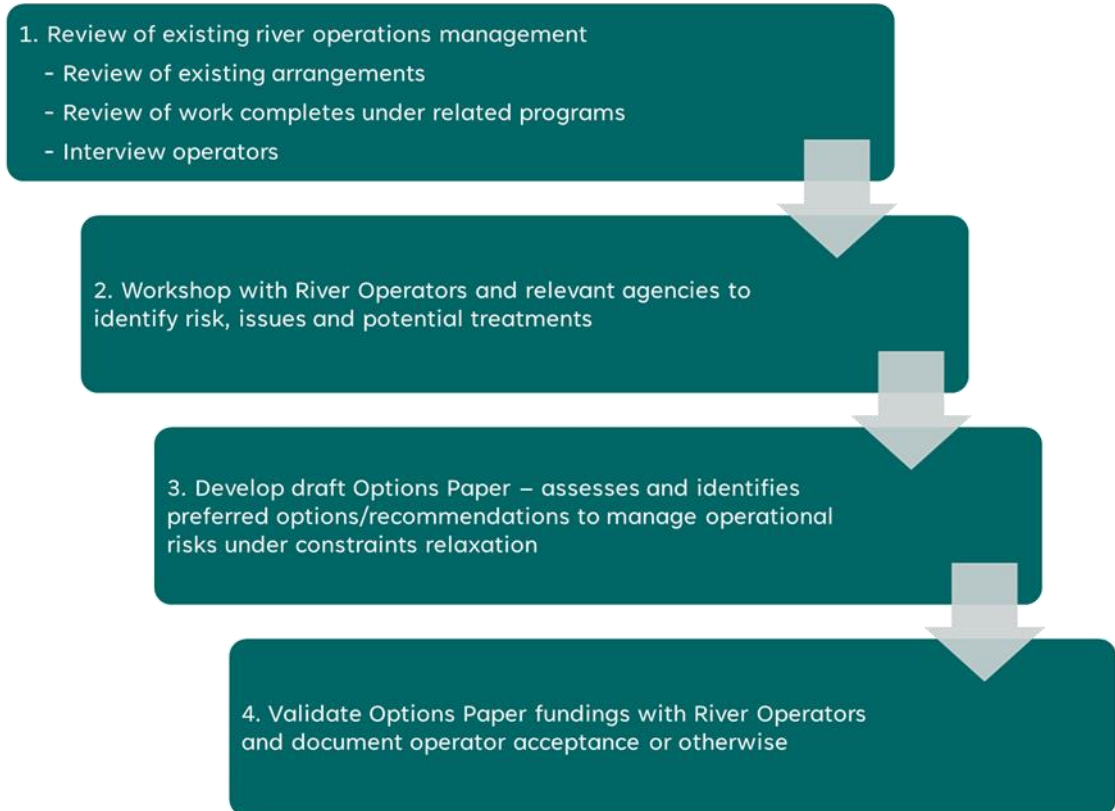 1. Review of existing river operations management
- Review of existing arrangements
- Review of work completes under related programs
- Interview operators
2. Workshop with River Operators and relevant agencies to
identify risk, issues and potential treatments
3. Develop draft Options Paper – assesses and identifies
preferred options/recommendations to manage operational
risks under constraints relaxation
4. Validate Options Paper fundings with River Operators
and document operator acceptance or otherwise